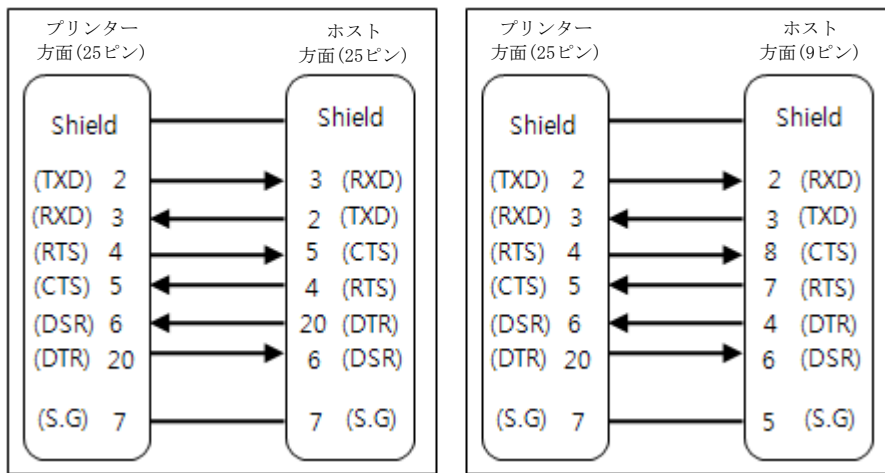 プリンター
方面(25ピン)
ホスト
方面(25ピン)
Shield
Shield
(TXD) 2
3 (RXD)
(RXD) 3
2 (TXD)
(RTS) 4
5 (CTS)
(CTS) 5
4 (RTS)
(DSR) 6
20 (DTR)
(DTR) 20
6 (DSR)
(S.G) 7
7 (S.G)
プリンター
方面(25ピン)
ホスト
方面(9ピン)
Shield
Shield
(TXD) 2
2 (RXD)
(RXD) 3
3 (TXD)
(RTS) 4
8 (CTS)
(CTS) 5
7 (RTS)
(DSR) 6
4 (DTR)
(DTR) 20
6 (DSR)
(S.G) 7
5 (S.G)